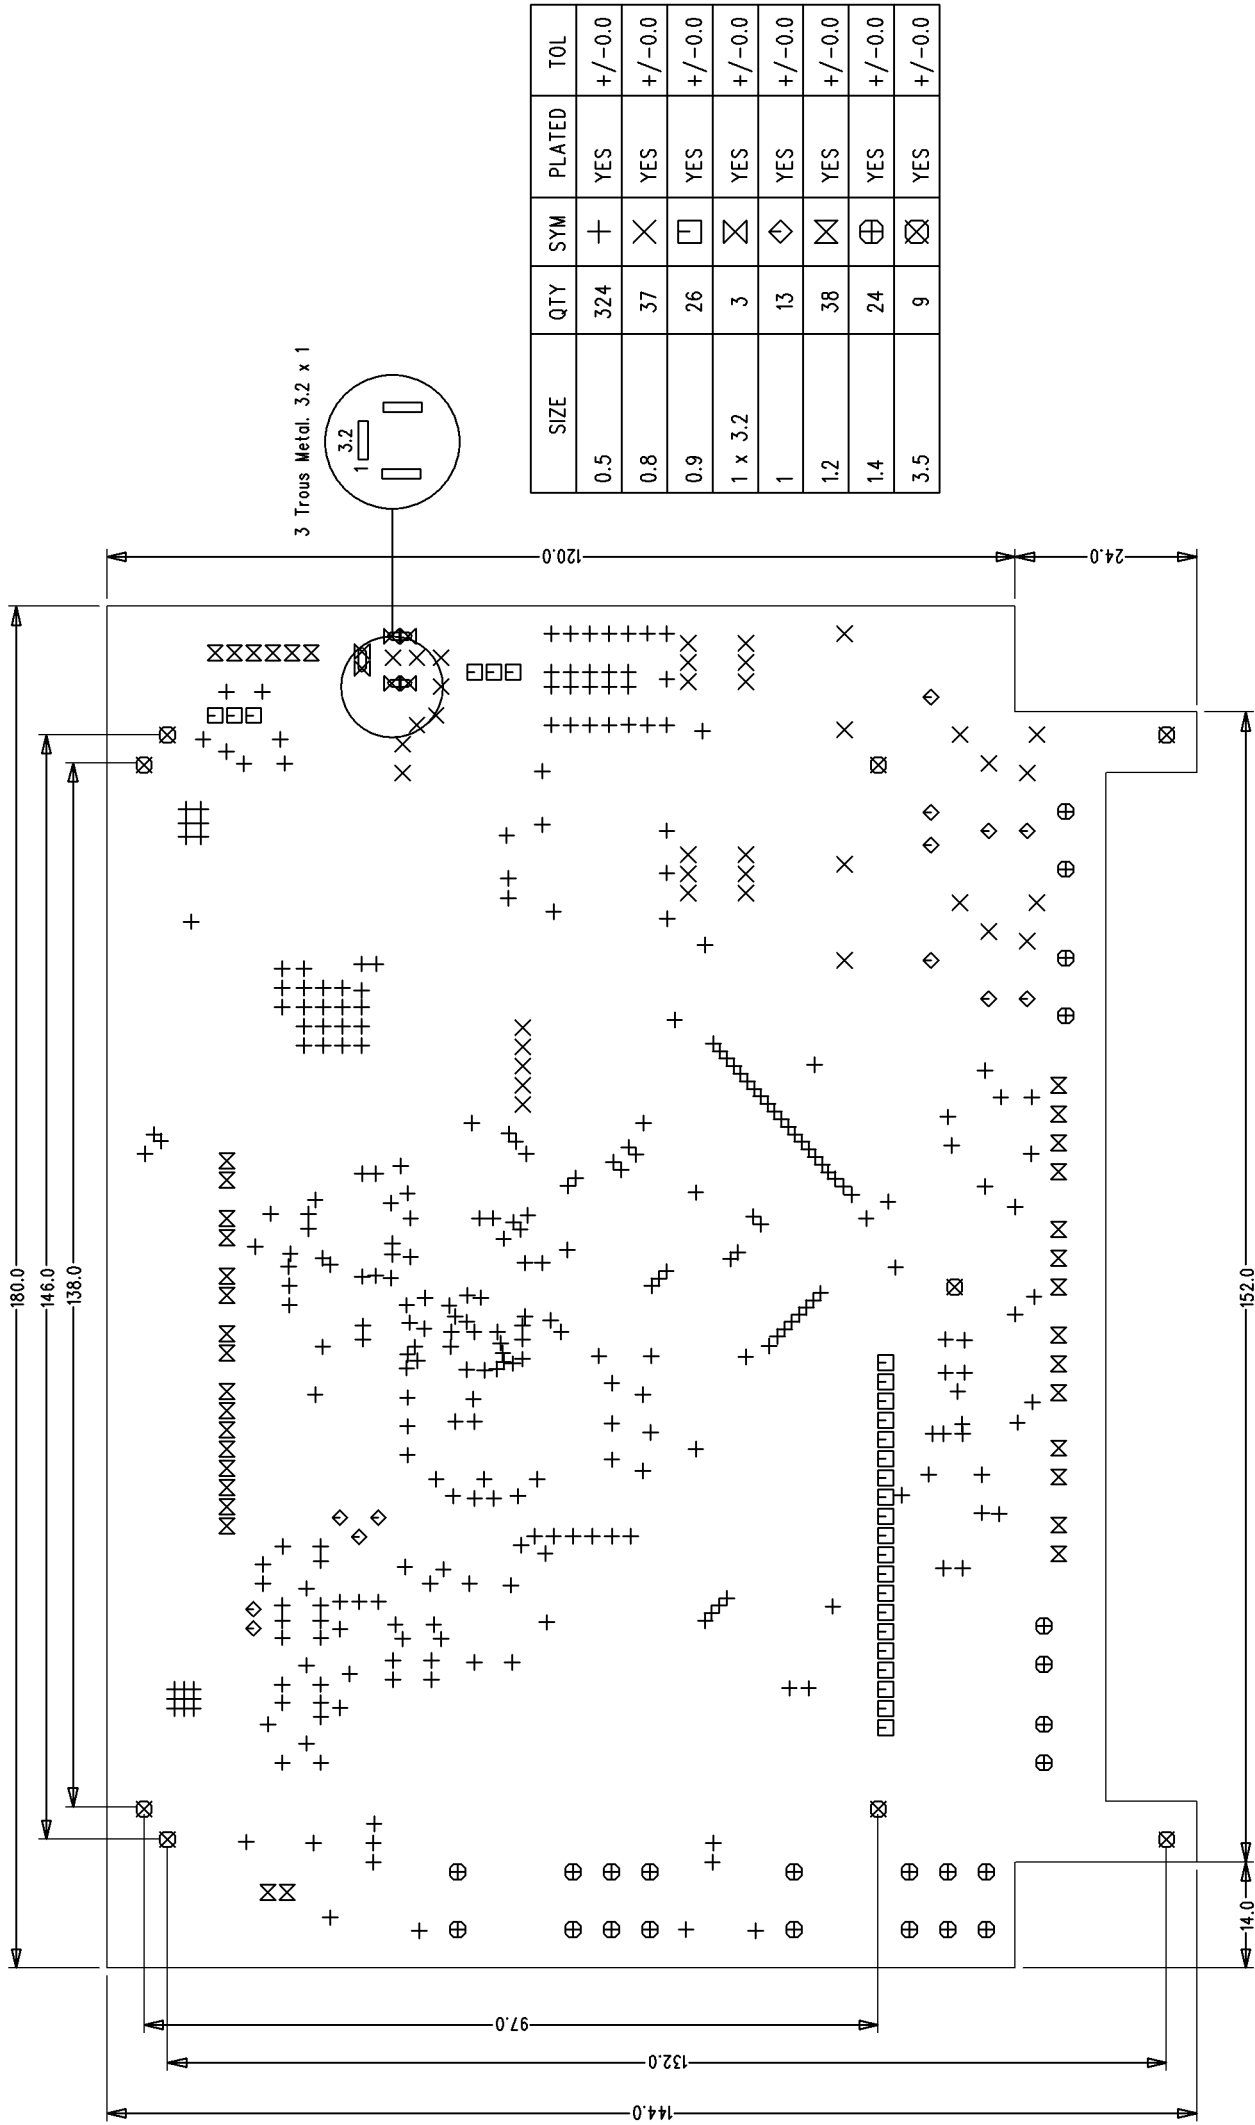 3 Trous Metal. 3.2 x 1
3.2
1
SIZE QTY SYM PLATED TOL
0.5 324 YES +/-0.0
0.8 37 YES +/-0.0
0.9 26 YES +/-0.0
1 x 3.2 3 YES +/-0.0
1 13 YES +/-0.0
1.2 38 YES +/-0.0
1.4 24 YES +/-0.0
3.5 9 YES +/-0.0
180.0
146.0
138.0
120.0
24.0
152.0
14.0
97.0
132.0
144.0